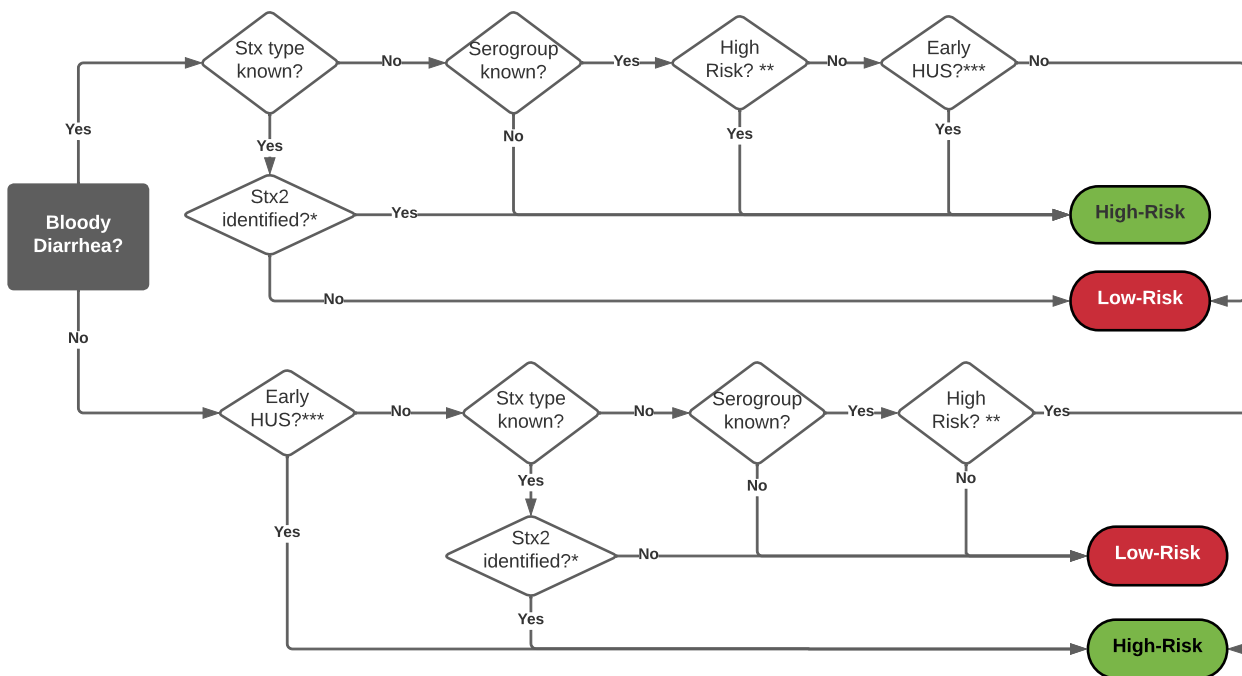 Stx type
known?
No
Serogroup
known?
Yes
High
Risk? **
No
Early
HUS?***
No
Yes
Yes
No
Yes
Yes
Stx2
identified?*
Yes
High-Risk
Bloody
Diarrhea?
No
Low-Risk
No
Early
HUS?***
No
Stx type
known?
No
Serogroup
known?
Yes
High
Risk? **
Yes
Yes
No
No
Yes
Stx2
identified?*
No
Low-Risk
Yes
High-Risk